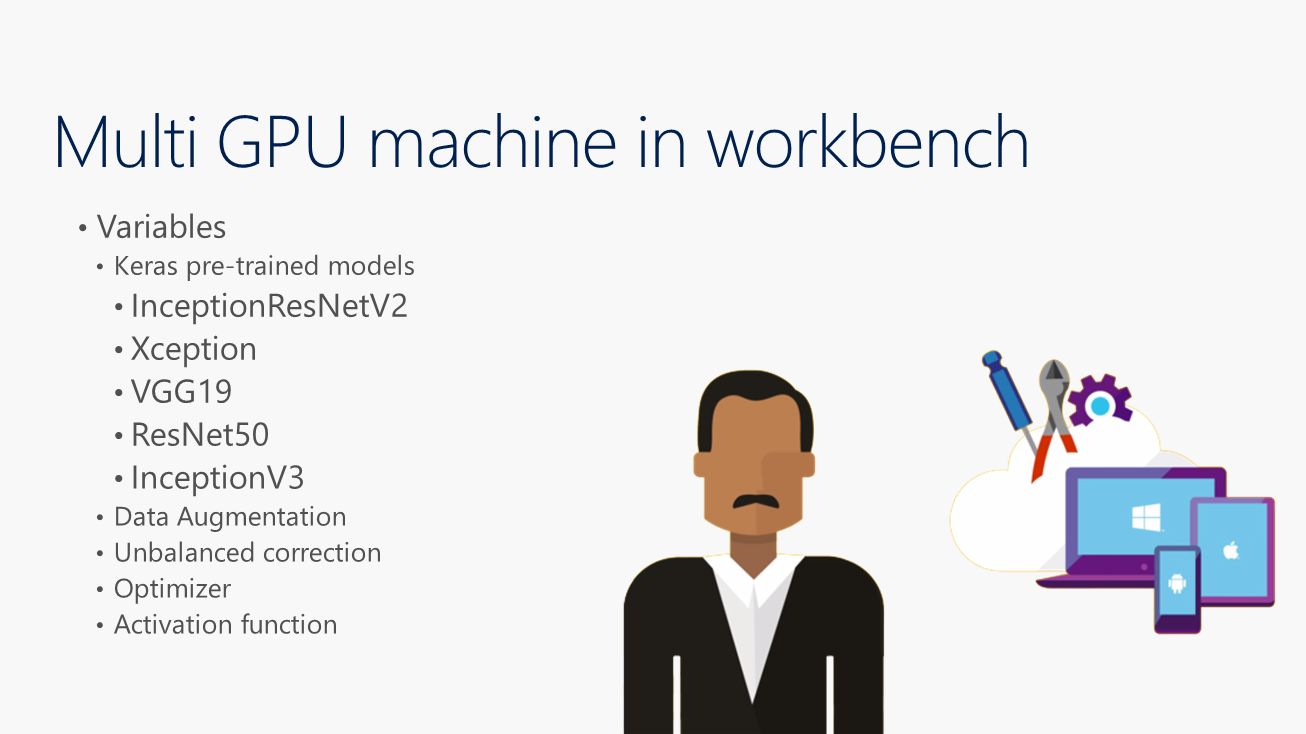 Multi GPU machine in workbench
• Variables
• Keras pre-trained models
• InceptionResNetV2
• Xception
• VGG19
• ResNet50
• InceptionV3
• Data Augmentation
• Unbalanced correction
• Optimizer
• Activation function